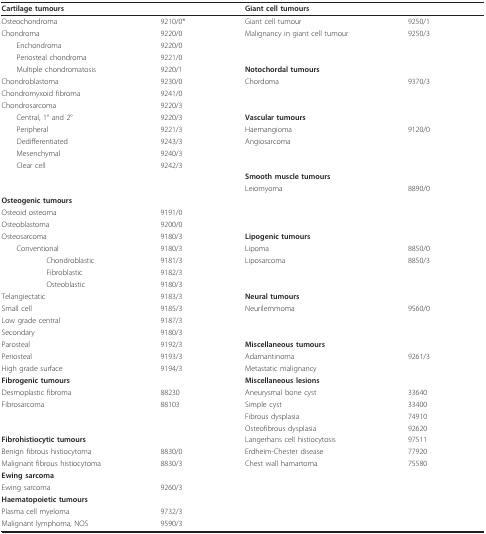 Cartilage tumours Giant cell tumours
Osteochondroma 9210/0* Giant cell tumour 9250/1
Chondroma 9220/0 Malignancy in giant cell tumour 9250/3
Enchondroma 9220/0
Periosteal chondroma 9221/0
Multiple chondromatosis 9220/1 Notochordal tumours
Chondroblastoma 9230/0 Chordoma 9370/3
Chondromyxoid fibroma 9241/0
Chondrosarcoma 9220/3
Central, 1° and 2° 9220/3 Vascular tumours
Peripheral 9221/3 Haemangioma 9120/0
Dedifferentiated 9243/3 Angiosarcoma
Mesenchymal 9240/3
Clear cell 9242/3
Smooth muscle tumours
Leiomyoma 8890/0
Osteogenic tumours
Osteoid osteoma 9191/0
Osteoblastoma 9200/0
Osteosarcoma 9180/3 Lipogenic tumours
Conventional 9180/3 Lipoma 8850/0
Chondroblastic 9181/3 Liposarcoma 8850/3
Fibroblastic 9182/3
Osteoblastic 9180/3
Telangiectatic 9183/3 Neural tumours
Small cell 9185/3 Neurilemmoma 9560/0
Low grade central 9187/3
Secondary 9180/3
Parosteal 9192/3 Miscellaneous tumours
Periosteal 9193/3 Adamantinoma 9261/3
High grade surface 9194/3 Metastatic malignancy
Fibrogenic tumours Miscellaneous lesions
Desmoplastic fibroma 88230 Aneurysmal bone cyst 33640
Fibrosarcoma 88103 Simple cyst 33400
Fibrous dysplasia 74910
Osteofibrous dysplasia 92620
Fibrohistiocytic tumours Langerhans cell histiocytosis 97511
Benign fibrous histiocytoma 8830/0 Erdheim-Chester disease 77920
Malignant fibrous histiocytoma 8830/3 Chest wall hamartoma 75580
Ewing sarcoma
Ewing sarcoma 9260/3
Haematopoietic tumours
Plasma cell myeloma 9732/3
Malignant lymphoma, NOS 9590/3